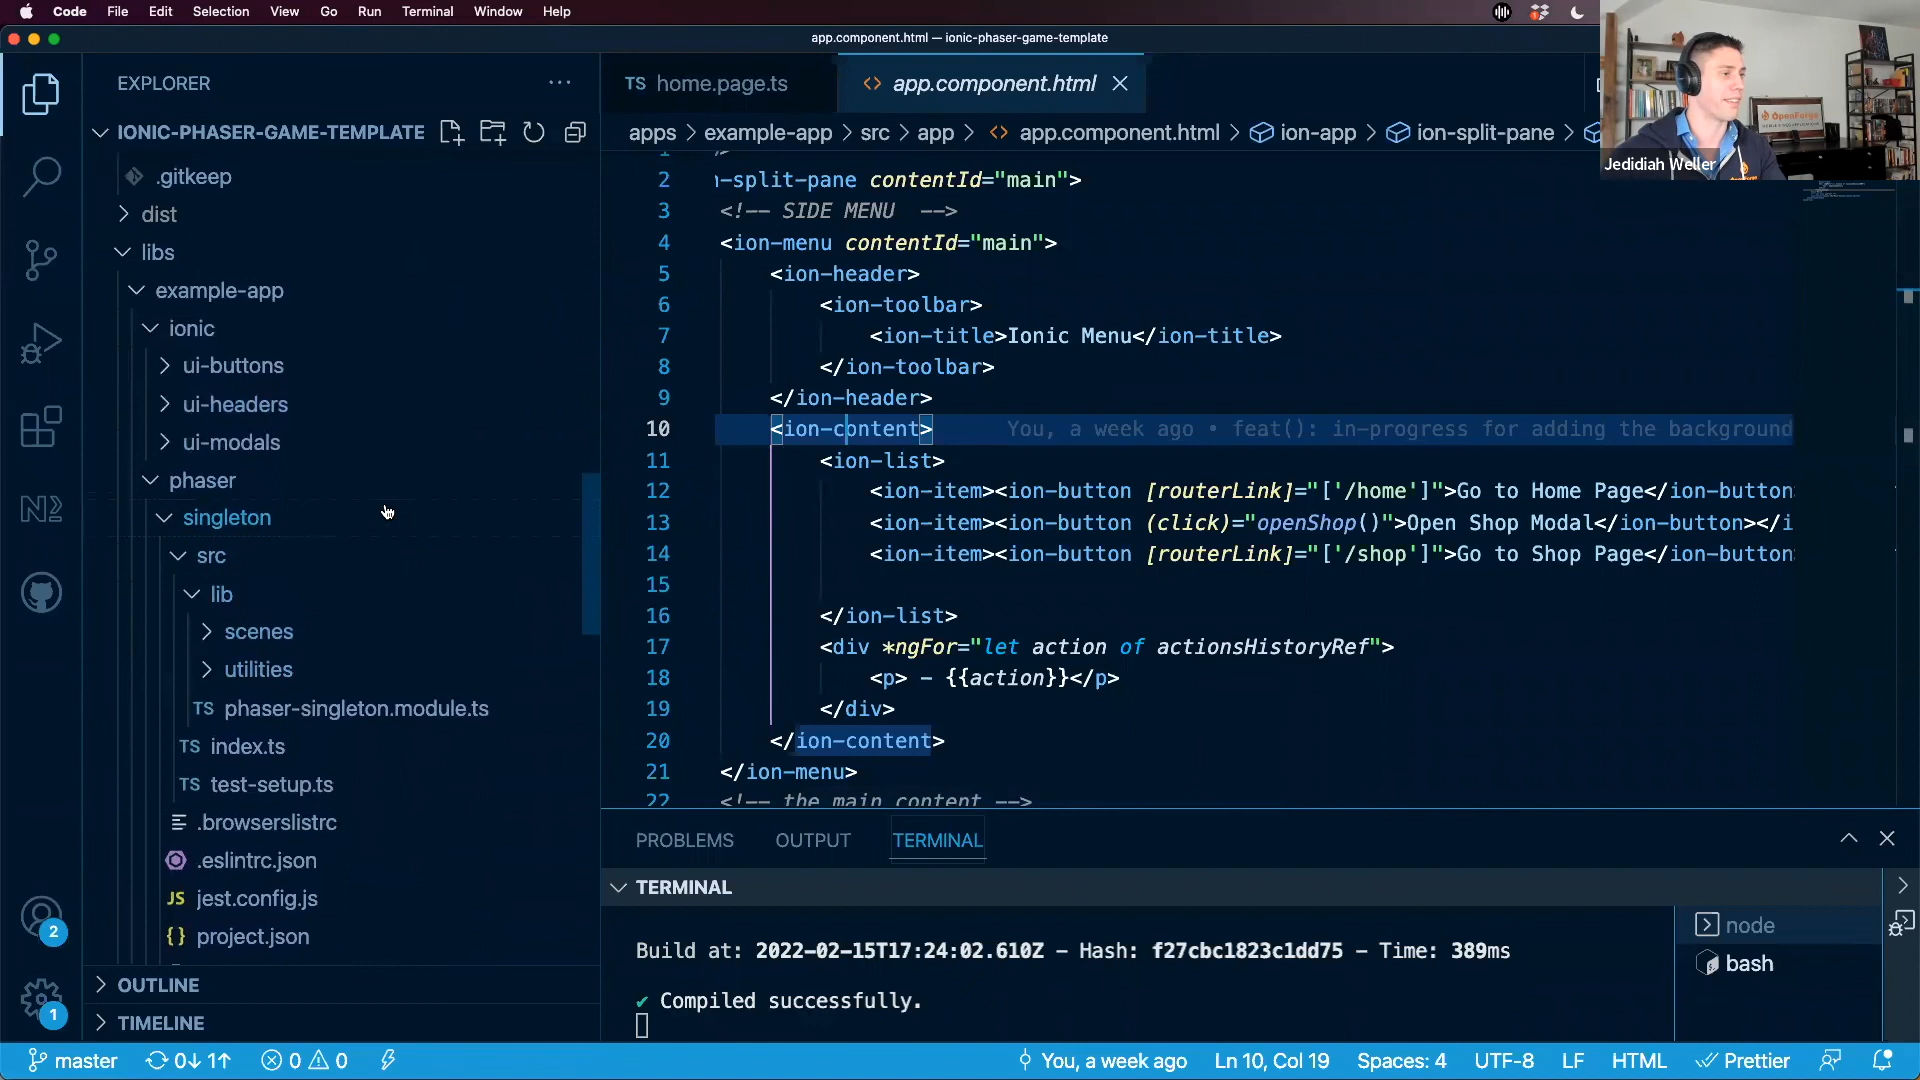 Code File Edit Selection View Go Run Terminal Window Help
app.component.html — ionic-phaser-game-template
EXPLORER
IONIC-PHASER-GAME-TEMPLATE
.gitkeep
dist
libs
example-app
ionic
ui-buttons
ui-headers
ui-modals
phaser
singleton
src
lib
scenes
utilities
TS phaser-singleton.module.ts
TS index.ts
TS test-setup.ts
.browserslistrc
.eslintrc.json
JS jest.config.js
{} project.json
OUTLINE
TIMELINE
2
1
TS home.page.ts
<> app.component.html
apps > example-app > src > app > <> app.component.html > ion-app > ion-split-pane >
2 -split-pane contentId="main">
3 <!-- SIDE MENU -->
4 <ion-menu contentId="main">
5 <ion-header>
6 <ion-toolbar>
7 <ion-title>Ionic Menu</ion-title>
8 </ion-toolbar>
9 </ion-header>
10 <ion-content> You, a week ago • feat(): in-progress for adding the background
11 <ion-list>
12 <ion-item><ion-button [routerLink]="['/home']">Go to Home Page</ion-button
13 <ion-item><ion-button (click)="openShop()">Open Shop Modal</ion-button></i
14 <ion-item><ion-button [routerLink]="['/shop']">Go to Shop Page</ion-button
15
16 </ion-list>
17 <div *ngFor="let action of actionsHistoryRef">
18 <p> - {{action}}</p>
19 </div>
20 </ion-content>
21 </ion-menu>
22 <!-- the main content -->
Jedidiah Weller
OpenForge
PROBLEMS OUTPUT TERMINAL
TERMINAL
Build at: 2022-02-15T17:24:02.610Z - Hash: f27cbc1823c1dd75 - Time: 389ms
✔ Compiled successfully.
node
bash
master 0↓ 1↑ 0 0 You, a week ago Ln 10, Col 19 Spaces: 4 UTF-8 LF HTML Prettier